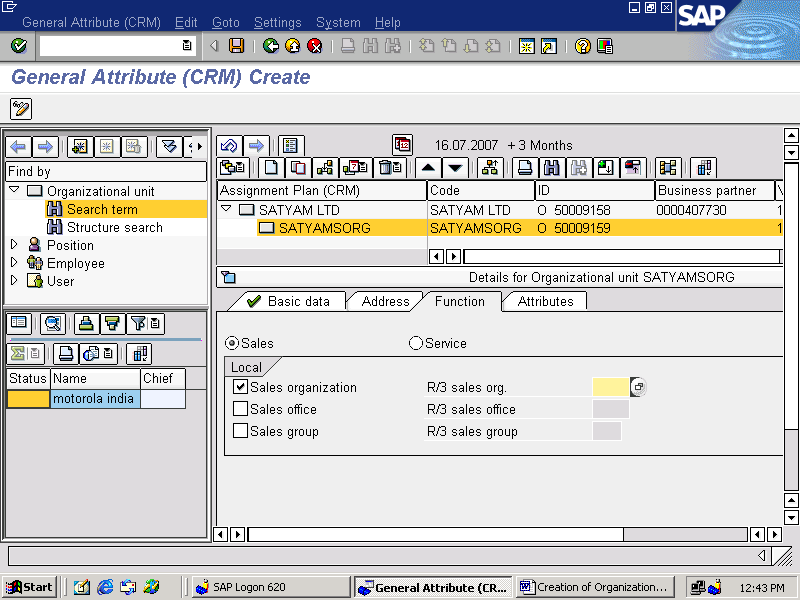 General Attribute (CRM) Edit Goto Settings System Help
SAP
General Attribute (CRM) Create
16.07.2007 + 3 Months
Find by
Organizational unit
Search term
Structure search
Position
Employee
User
Assignment Plan (CRM) Code ID Business partner
SATYAM LTD SATYAM LTD O 50009158 0000407730 1
SATYAMSORG SATYAMSORG O 50009159 1
Details for Organizational unit SATYAMSORG
Basic data Address Function Attributes
Sales Service
Local
Sales organization R/3 sales org.
Sales office R/3 sales office
Sales group R/3 sales group
Status Name Chief
motorola india
Start SAP Logon 620 General Attribute (CR... Creation of Organization... 12:43 PM